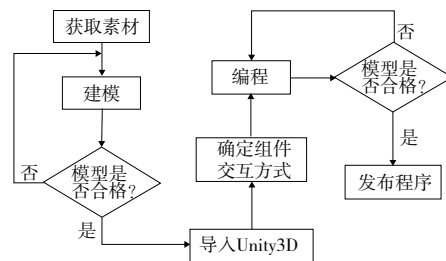 获取素材
建模
模型是
否合格?
否
是
导入Unity3D
确定组件
交互方式
编程
模型是
否合格?
否
是
发布程序